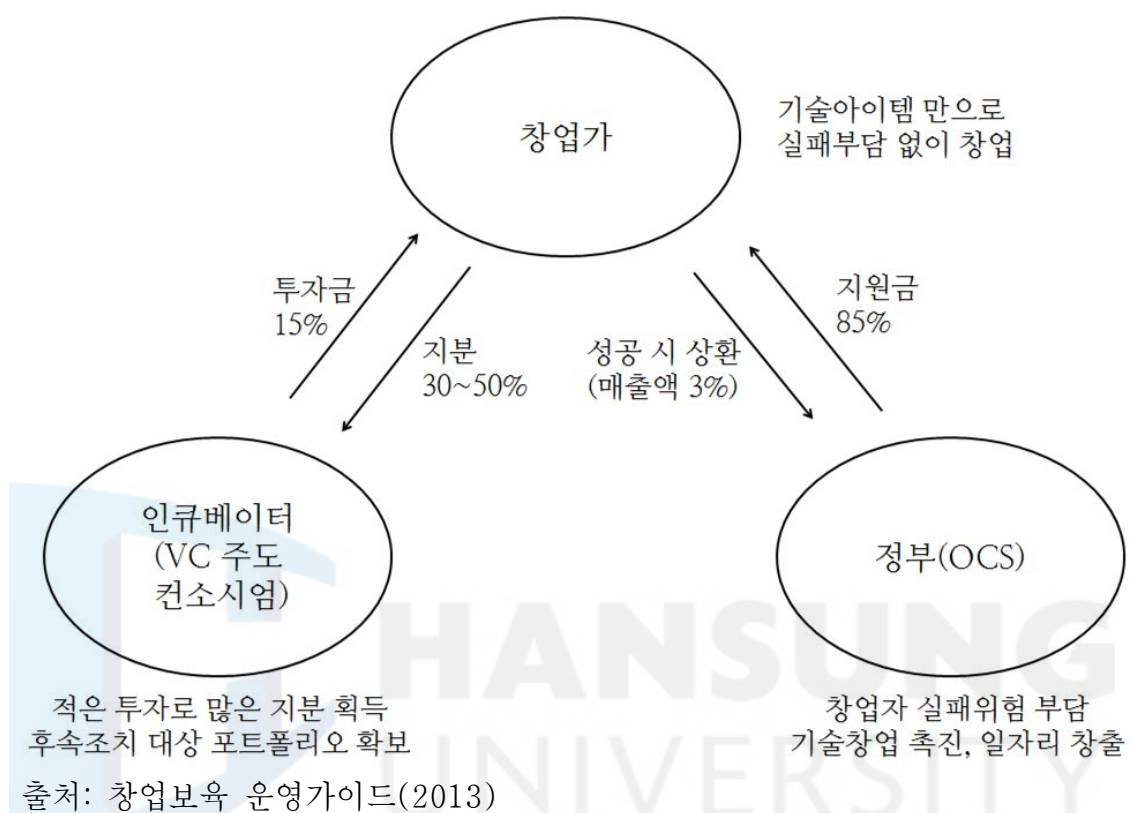 창업가
기술아이템 만으로
실패부담 없이 창업
투자금
15%
지분
30~50%
성공 시 상환
(매출액 3%)
지원금
85%
인큐베이터
(VC 주도
컨소시엄)
정부(OCS)
적은 투자로 많은 지분 획득
후속조치 대상 포트폴리오 확보
창업자 실패위험 부담
기술창업 촉진, 일자리 창출
출처: 창업보육 운영가이드(2013)
HANSUNG
UNIVERSITY